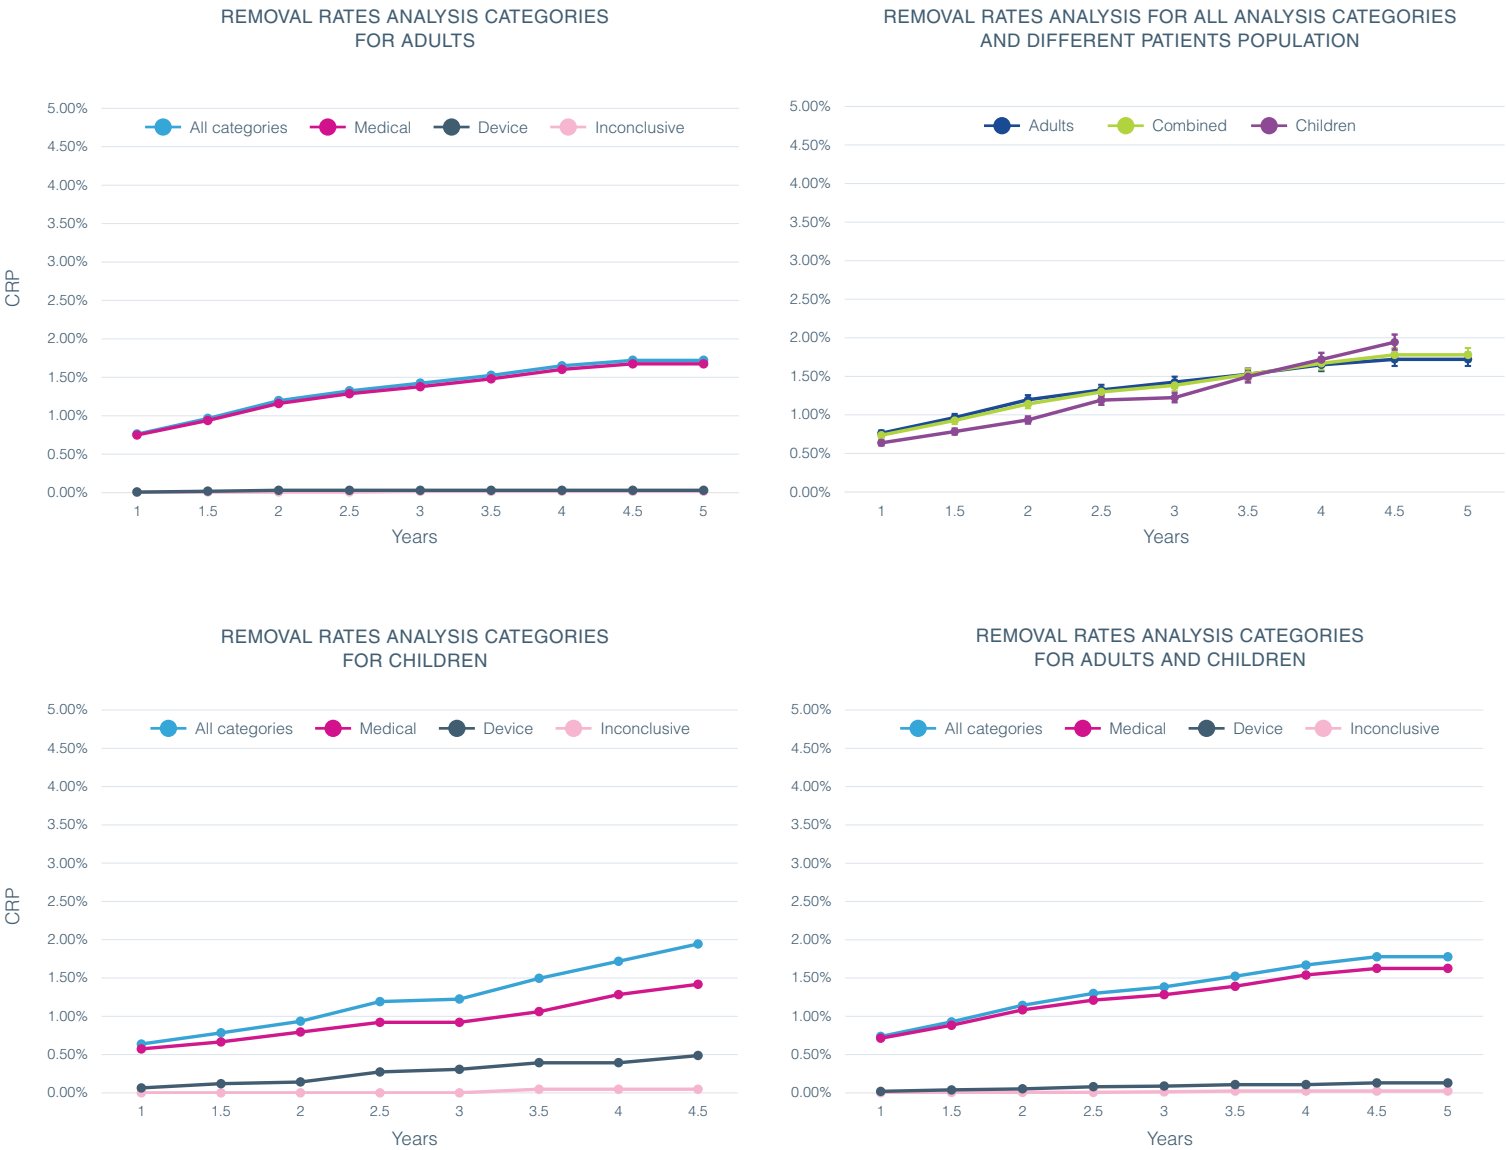 REMOVAL RATES ANALYSIS CATEGORIES
FOR ADULTS
5.00%
All categories Medical Device Inconclusive
4.50%
4.00%
3.50%
3.00%
CRP
2.50%
2.00%
1.50%
1.00%
0.50%
0.00%
1 1.5 2 2.5 3 3.5 4 4.5 5
Years
REMOVAL RATES ANALYSIS FOR ALL ANALYSIS CATEGORIES
AND DIFFERENT PATIENTS POPULATION
5.00%
Adults Combined Children
4.50%
4.00%
3.50%
3.00%
2.50%
2.00%
1.50%
1.00%
0.50%
0.00%
1 1.5 2 2.5 3 3.5 4 4.5 5
Years
REMOVAL RATES ANALYSIS CATEGORIES
FOR CHILDREN
5.00%
All categories Medical Device Inconclusive
4.50%
4.00%
3.50%
3.00%
CRP
2.50%
2.00%
1.50%
1.00%
0.50%
0.00%
1 1.5 2 2.5 3 3.5 4 4.5
Years
REMOVAL RATES ANALYSIS CATEGORIES
FOR ADULTS AND CHILDREN
5.00%
All categories Medical Device Inconclusive
4.50%
4.00%
3.50%
3.00%
2.50%
2.00%
1.50%
1.00%
0.50%
0.00%
1 1.5 2 2.5 3 3.5 4 4.5 5
Years